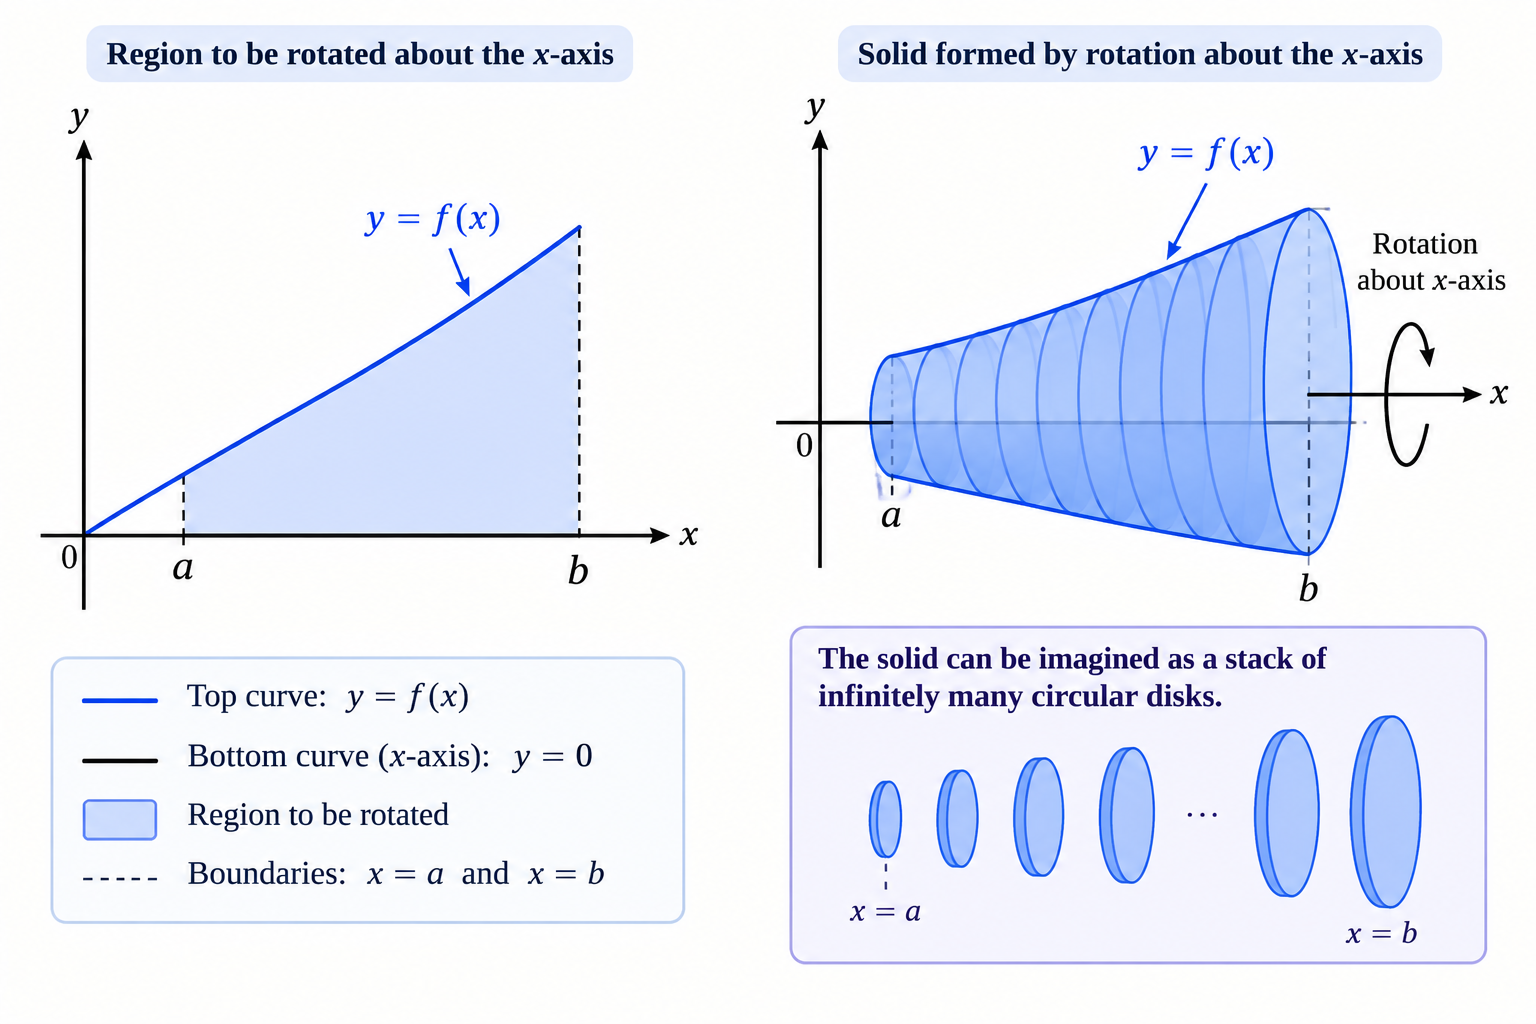 Region to be rotated about the x-axis
y
y = f(x)
0
a
b
x
Top curve: y = f(x)
Bottom curve (x-axis): y = 0
Region to be rotated
Boundaries: x = a and x = b
Solid formed by rotation about the x-axis
y
y = f(x)
Rotation
about x-axis
x
0
a
b
The solid can be imagined as a stack of
infinitely many circular disks.
...
x = a
x = b